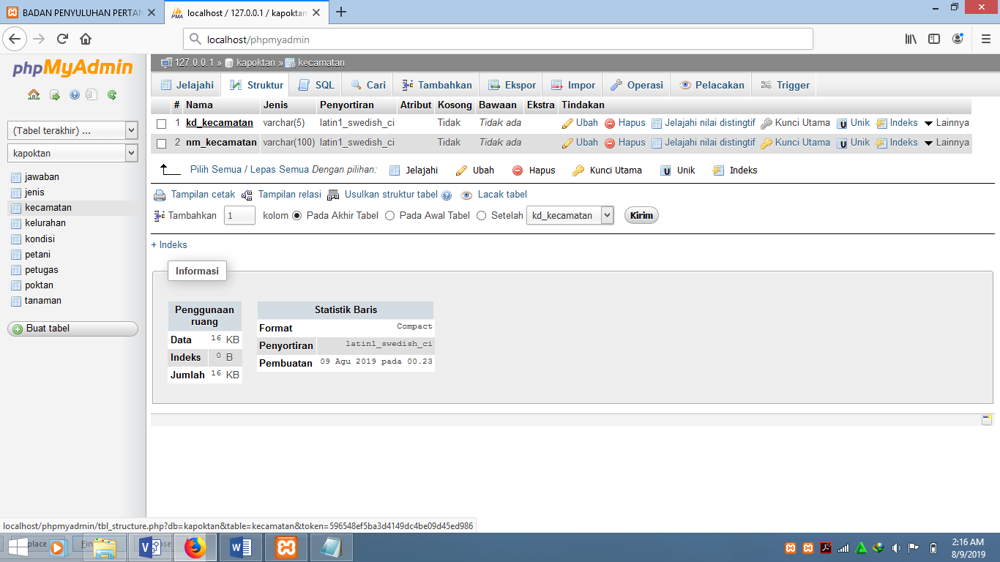 BADAN PENYULUHAN PERTAN
localhost / 127.0.0.1 / kapoktan
localhost/phpmyadmin
phpMyAdmin
127.0.0.1 » kapoktan » kecamatan
Jelajahi Struktur SQL Cari Tambahkan Ekspor Impor Operasi Pelacakan Trigger
# Nama Jenis Penyortiran Atribut Kosong Bawaan Ekstra Tindakan
1 kd_kecamatan varchar(5) latin1_swedish_ci Tidak Tidak ada Ubah Hapus Jelajahi nilai distingtif Kunci Utama Unik Indeks Lainnya
2 nm_kecamatan varchar(100) latin1_swedish_ci Tidak Tidak ada Ubah Hapus Jelajahi nilai distingtif Kunci Utama Unik Indeks Lainnya
Pilih Semua / Lepas Semua Dengan pilihan: Jelajahi Ubah Hapus Kunci Utama Unik Indeks
Tampilan cetak Tampilan relasi Usulkan struktur tabel Lacak tabel
Tambahkan 1 kolom Pada Akhir Tabel Pada Awal Tabel Setelah kd_kecamatan Kirim
+ Indeks
Informasi
Penggunaan
ruang
Data 16 KB
Indeks 0 B
Jumlah 16 KB
Statistik Baris
Format Compact
Penyortiran latin1_swedish_ci
Pembuatan 09 Agu 2019 pada 00.23
(Tabel terakhir) ...
kapoktan
jawaban
jenis
kecamatan
kelurahan
kondisi
petani
petugas
poktan
tanaman
Buat tabel
localhost/phpmyadmin/tbl_structure.php?db=kapoktan&table=kecamatan&token=596548ef5ba3d4149dc4be09d45ed986
2:16 AM
8/9/2019